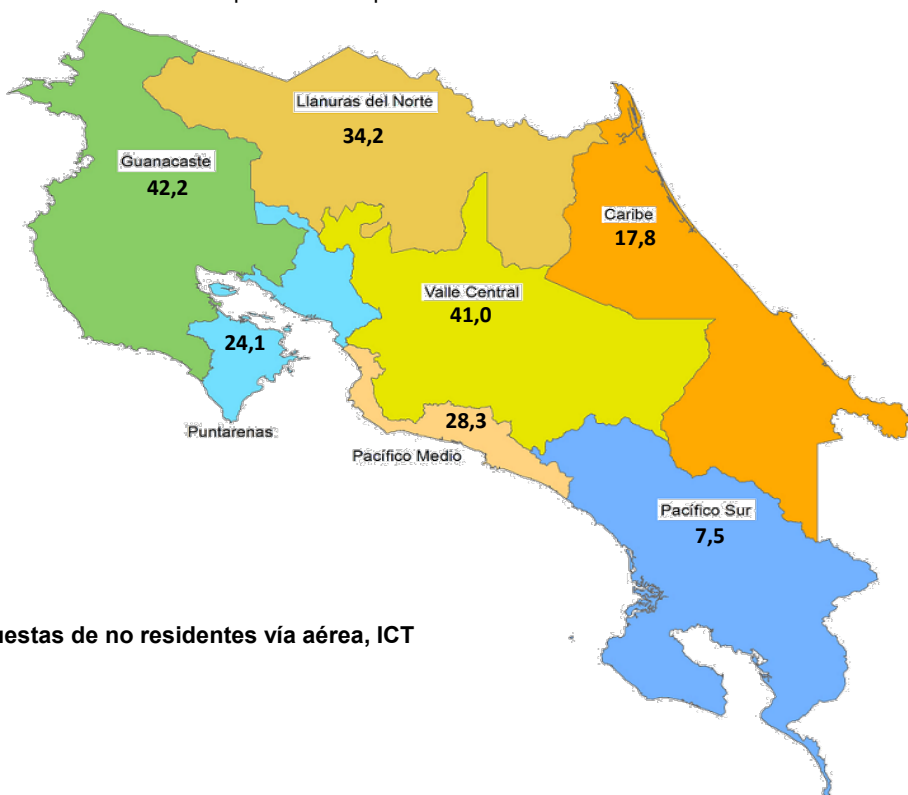 Llanuras del Norte
34,2
Guanacaste
42,2
Caribe
17,8
Valle Central
41,0
24,1
Puntarenas
28,3
Pacífico Medio
Pacífico Sur
7,5
de no residentes vía aérea, ICT